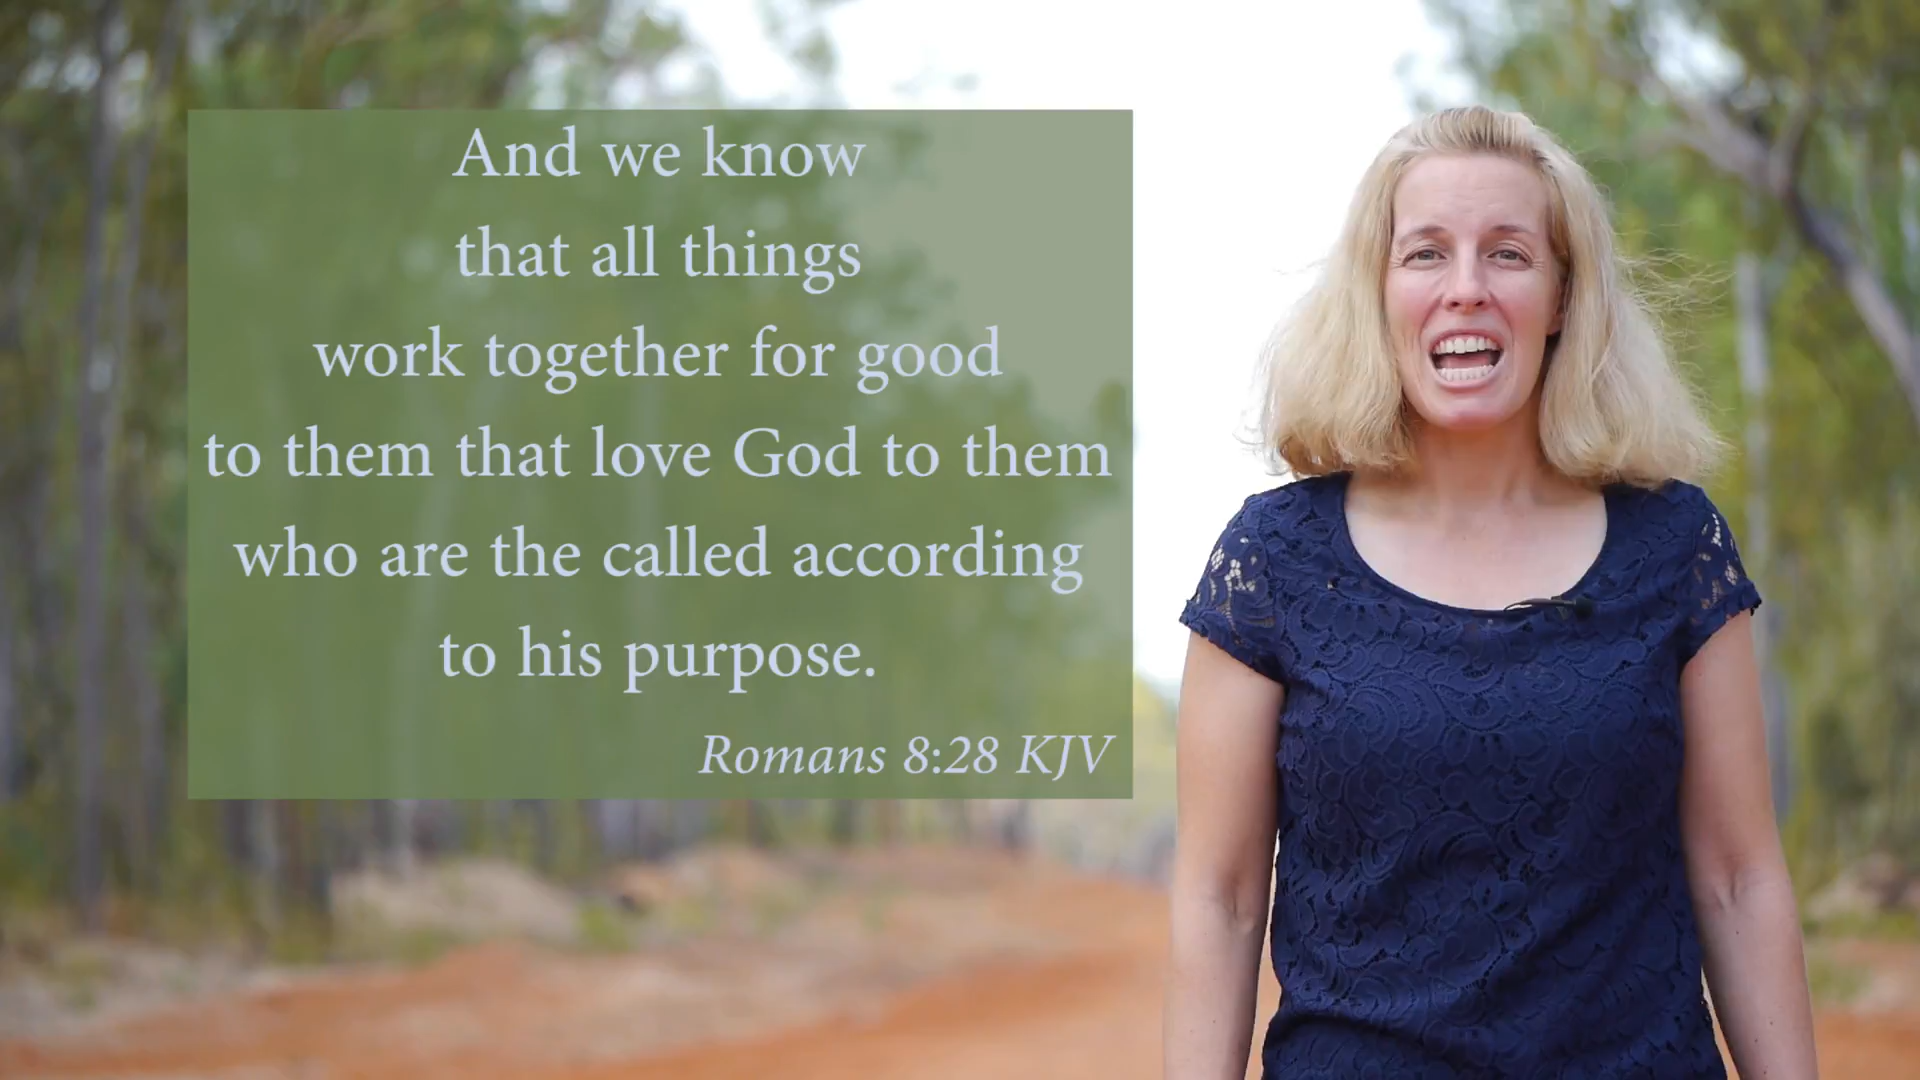 And we know
that all things
work together for good
to them that love God to them
who are the called according
to his purpose.
Romans 8:28 KJV